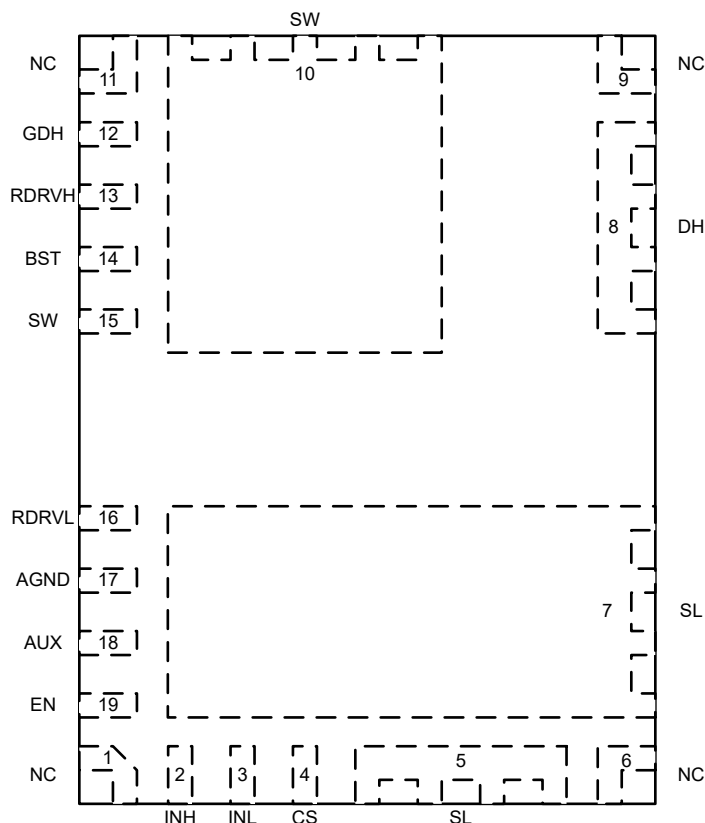 SW
NC 11 10 9 NC
GDH 12
RDRVH 13 8 DH
BST 14
SW 15
RDRVL 16
AGND 17 7 SL
AUX 18
EN 19
NC 1 2 3 4 5 6 NC
INH INL CS SL